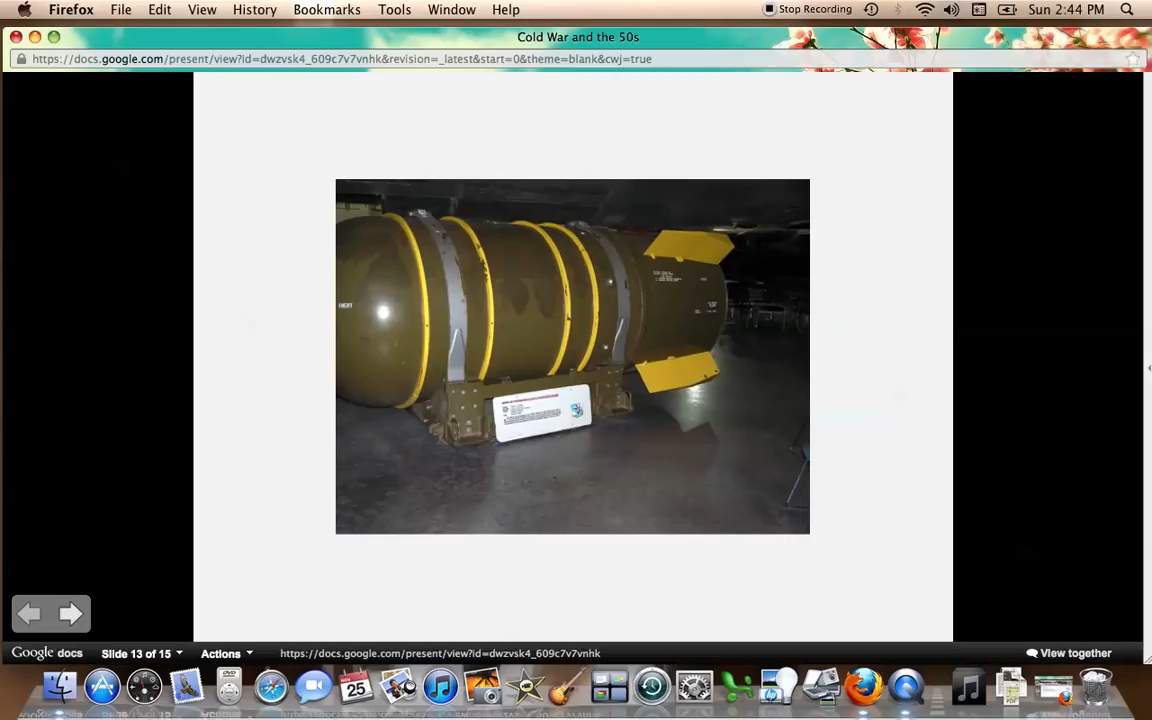 Firefox File Edit View History Bookmarks Tools Window Help Stop Recording Sun 2:44 PM
Cold War and the 50s
https://docs.google.com/present/view?id=dwzvsk4_609c7v7vnhk&revision=_latest&start=0&theme=blank&cwj=true
Google docs Slide 13 of 15 Actions https://docs.google.com/present/view?id=dwzvsk4_609c7v7vnhk View together
25